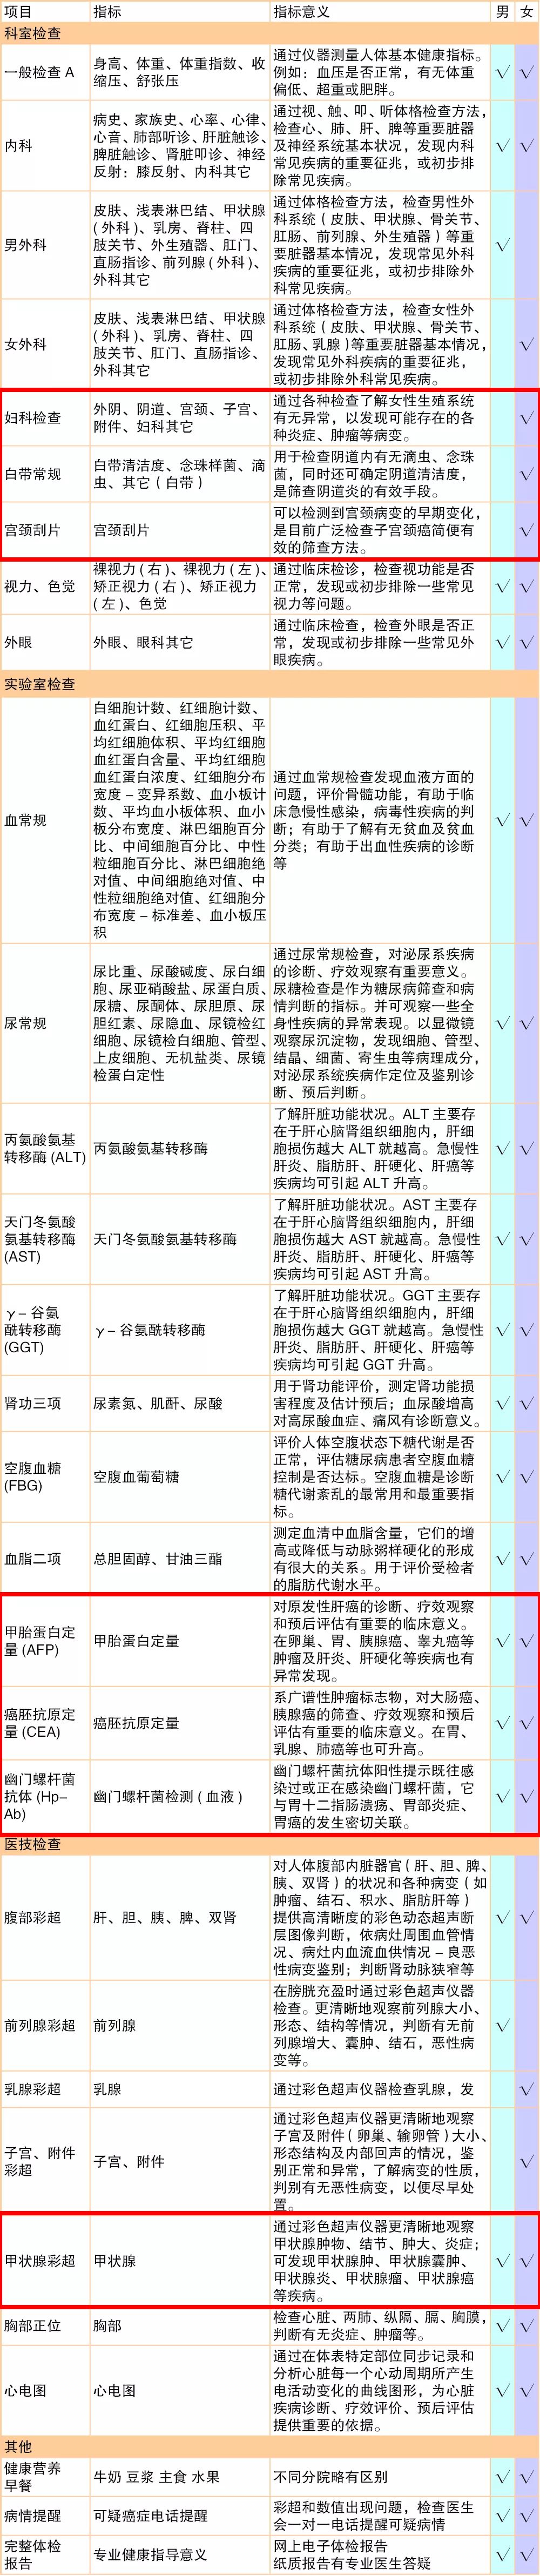 项目 指标 指标意义 男 女
科室检查
一般检查 A
身高、体重、体重指数、收
缩压、舒张压
通过仪器测量人体基本健康指标。
例如：血压是否正常，有无体重
偏低、超重或肥胖。
√ √
内科
病史、家族史、心率、心律、
心音、肺部听诊、肝脏触诊、
脾脏触诊、肾脏叩诊、神经
反射：膝反射、内科其它
通过视、触、叩、听体格检查方法，
检查心、肺、肝、脾等重要脏器
及神经系统基本状况，发现内科
常见疾病的重要征兆，或初步排
除常见疾病。
√ √
男外科
皮肤、浅表淋巴结、甲状腺
(外科)、乳房、脊柱、四
肢关节、外生殖器、肛门、
直肠指诊、前列腺(外科)、
外科其它
通过体格检查方法，检查男性外
科系统（皮肤、甲状腺、骨关节、
肛肠、前列腺、外生殖器）等重
要脏器基本情况，发现常见外科
疾病的重要征兆，或初步排除外
科常见疾病。
√
女外科
皮肤、浅表淋巴结、甲状腺
(外科)、乳房、脊柱、四
肢关节、肛门、直肠指诊、
外科其它
通过体格检查方法，检查女性外
科系统（皮肤、甲状腺、骨关节、
肛肠、乳腺）等重要脏器基本情况，
发现常见外科疾病的重要征兆，
或初步排除外科常见疾病。
√
妇科检查
外阴、阴道、宫颈、子宫、
附件、妇科其它
通过各种检查了解女性生殖系统
有无异常，以发现可能存在的各
种炎症、肿瘤等病变。
√
白带常规
白带清洁度、念珠样菌、滴
虫、其它（白带）
用于检查阴道内有无滴虫、念珠
菌，同时还可确定阴道清洁度，
是筛查阴道炎的有效手段。
√
宫颈刮片
宫颈刮片
可以检测到宫颈病变的早期变化，
是目前广泛检查子宫颈癌简便有
效的筛查方法。
√
视力、色觉
裸视力(右)、裸视力(左)、
矫正视力(右)、矫正视力
(左)、色觉
通过临床检诊，检查视功能是否
正常，发现或初步排除一些常见
视力等问题。
√ √
外眼
外眼、眼科其它
通过临床检查，检查外眼是否正
常，发现或初步排除一些常见外
眼疾病。
√ √
实验室检查
血常规
白细胞计数、红细胞计数、
血红蛋白、红细胞压积、平
均红细胞体积、平均红细胞
血红蛋白含量、平均红细胞
血红蛋白浓度、红细胞分布
宽度－变异系数、血小板计
数、平均血小板体积、血小
板分布宽度、淋巴细胞百分
比、中间细胞百分比、中性
粒细胞百分比、淋巴细胞绝
对值、中间细胞绝对值、中
性粒细胞绝对值、红细胞分
布宽度－标准差、血小板压
积
通过血常规检查发现血液方面的
问题，评价骨髓功能，有助于临
床急慢性感染，病毒性疾病的判
断；有助于了解有无贫血及贫血
分类；有助于出血性疾病的诊断
等
√ √
尿常规
尿比重、尿酸碱度、尿白细
胞、尿亚硝酸盐、尿蛋白质、
尿糖、尿酮体、尿胆原、尿
胆红素、尿隐血、尿镜检红
细胞、尿镜检白细胞、管型、
上皮细胞、无机盐类、尿镜
检蛋白定性
通过尿常规检查，对泌尿系疾病
的诊断、疗效观察有重要意义。
尿糖检查是作为糖尿病筛查和病
情判断的指标。并可观察一些全
身性疾病的异常表现。以显微镜
观察尿沉淀物，发现细胞、管型、
结晶、细菌、寄生虫等病理成分，
对泌尿系统疾病作定位及鉴别诊
断、预后判断。
√ √
丙氨酸氨基
转移酶 (ALT)
丙氨酸氨基转移酶
了解肝脏功能状况。ALT 主要存
在于肝心脑肾组织细胞内，肝细
胞损伤越大 ALT 就越高。急慢性
肝炎、脂肪肝、肝硬化、肝癌等
疾病均可引起 ALT 升高。
√ √
天门冬氨酸
氨基转移酶
(AST)
天门冬氨酸氨基转移酶
了解肝脏功能状况。AST 主要存
在于肝心脑肾组织细胞内，肝细
胞损伤越大 AST 就越高。急慢性
肝炎、脂肪肝、肝硬化、肝癌等
疾病均可引起 AST 升高。
√ √
γ－谷氨
酰转移酶
(GGT)
γ－谷氨酰转移酶
了解肝脏功能状况。GGT 主要存
在于肝心脑肾组织细胞内，肝细
胞损伤越大 GGT 就越高。急慢性
肝炎、脂肪肝、肝硬化、肝癌等
疾病均可引起 GGT 升高。
√ √
肾功三项
尿素氮、肌酐、尿酸
用于肾功能评价，测定肾功能损
害程度及估计预后；血尿酸增高
对高尿酸血症、痛风有诊断意义。
√ √
空腹血糖
(FBG)
空腹血葡萄糖
评价人体空腹状态下糖代谢是否
正常，评估糖尿病患者空腹血糖
控制是否达标。空腹血糖是诊断
糖代谢紊乱的最常用和最重要指
标。
√ √
血脂二项
总胆固醇、甘油三酯
测定血清中血脂含量，它们的增
高或降低与动脉粥样硬化的形成
有很大的关系。用于评价受检者
的脂肪代谢水平。
√ √
甲胎蛋白定
量 (AFP)
甲胎蛋白定量
对原发性肝癌的诊断、疗效观察
和预后评估有重要的临床意义。
在卵巢、胃、胰腺癌、睾丸癌等
肿瘤及肝炎、肝硬化等疾病也有
异常发现。
√ √
癌胚抗原定
量 (CEA)
癌胚抗原定量
系广谱性肿瘤标志物，对大肠癌、
胰腺癌的筛查、疗效观察和预后
评估有重要的临床意义。在胃、
乳腺、肺癌等也可升高。
√ √
幽门螺杆菌
抗体 (Hp-
Ab)
幽门螺杆菌检测（血液）
幽门螺杆菌抗体阳性提示既往感
染过或正在感染幽门螺杆菌，它
与胃十二指肠溃疡、胃部炎症、
胃癌的发生密切关联。
√ √
医技检查
腹部彩超
肝、胆、胰、脾、双肾
对人体腹部内脏器官（肝、胆、脾、
胰、双肾）的状况和各种病变（如
肿瘤、结石、积水、脂肪肝等）
提供高清晰度的彩色动态超声断
层图像判断，依病灶周围血管情
况、病灶内血流血供情况－良恶
性病变鉴别；判断肾动脉狭窄等
√ √
前列腺彩超
前列腺
在膀胱充盈时通过彩色超声仪器
检查。更清晰地观察前列腺大小、
形态、结构等情况，判断有无前
列腺增大、囊肿、结石，恶性病
变等。
√
乳腺彩超
乳腺
通过彩色超声仪器检查乳腺，发
√
子宫、附件
彩超
子宫、附件
通过彩色超声仪器更清晰地观察
子宫及附件（卵巢、输卵管）大小、
形态结构及内部回声的情况，鉴
别正常和异常，了解病变的性质，
判别有无恶性病变，以便尽早处
置。
√
甲状腺彩超
甲状腺
通过彩色超声仪器更清晰地观察
甲状腺肿物、结节、肿大、炎症；
可发现甲状腺肿、甲状腺囊肿、
甲状腺炎、甲状腺瘤、甲状腺癌
等疾病。
√ √
胸部正位
胸部
检查心脏、两肺、纵隔、膈、胸膜，
判断有无炎症、肿瘤等。
√ √
心电图
心电图
通过在体表特定部位同步记录和
分析心脏每一个心动周期所产生
电活动变化的曲线图形，为心脏
疾病诊断、疗效评价、预后评估
提供重要的依据。
√ √
其他
健康营养
早餐
牛奶 豆浆 主食 水果
不同分院略有区别
√ √
病情提醒
可疑癌症电话提醒
彩超和数值出现问题，检查医生
会一对一电话提醒可疑病情
√ √
完整体检
报告
专业健康指导意义
网上电子体检报告
纸质报告有专业医生答疑
√ √